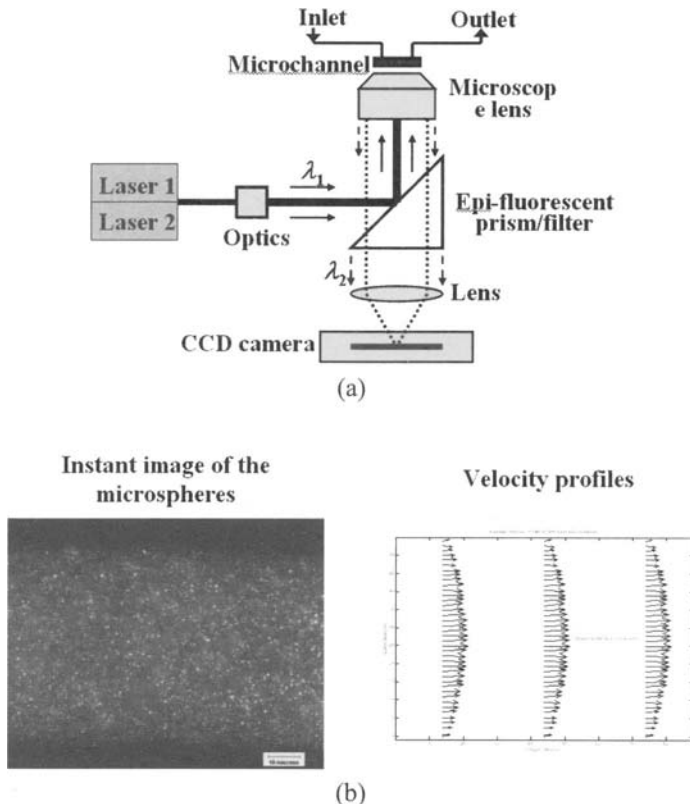 Inlet
Outlet
Microchannel
Microscop
e lens
λ1
Laser 1
Laser 2
Optics
Epi-fluorescent
prism/filter
λ2
Lens
CCD camera
(a)
Instant image of the
microspheres
Velocity profiles
(b)